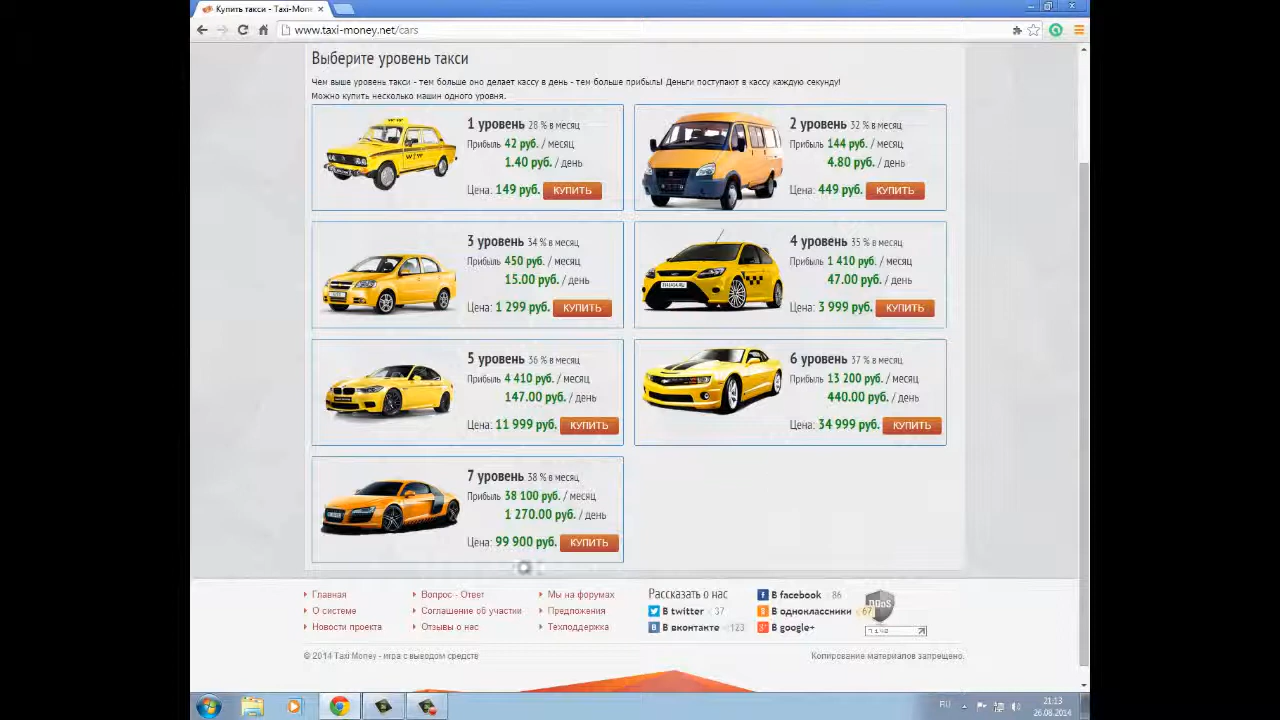 Купить такси - Taxi-Mone
www.taxi-money.net/cars
Выберите уровень такси
Чем выше уровень такси - тем больше оно делает кассу в день - тем больше прибыль! Деньги поступают в кассу каждую секунду!
Можно купить несколько машин одного уровня.
1 уровень 28 % в месяц
Прибыль 42 руб. / месяц
1.40 руб. / день
Цена: 149 руб. КУПИТЬ
2 уровень 32 % в месяц
Прибыль 144 руб. / месяц
4.80 руб. / день
Цена: 449 руб. КУПИТЬ
3 уровень 34 % в месяц
Прибыль 450 руб. / месяц
15.00 руб. / день
Цена: 1 299 руб. КУПИТЬ
4 уровень 35 % в месяц
Прибыль 1 410 руб. / месяц
47.00 руб. / день
Цена: 3 999 руб. КУПИТЬ
5 уровень 36 % в месяц
Прибыль 4 410 руб. / месяц
147.00 руб. / день
Цена: 11 999 руб. КУПИТЬ
6 уровень 37 % в месяц
Прибыль 13 200 руб. / месяц
440.00 руб. / день
Цена: 34 999 руб. КУПИТЬ
7 уровень 38 % в месяц
Прибыль 38 100 руб. / месяц
1 270.00 руб. / день
Цена: 99 900 руб. КУПИТЬ
Главная
О системе
Новости проекта
Вопрос - Ответ
Соглашение об участии
Отзывы о нас
Мы на форумах
Предложения
Техподдержка
Рассказать о нас
В twitter 37
В вконтакте 123
В facebook 86
В одноклассники 67
В google+
DDoS
© 2014 Taxi Money - игра с выводом средств
Копирование материалов запрещено.
RU
21:13
26.08.2014